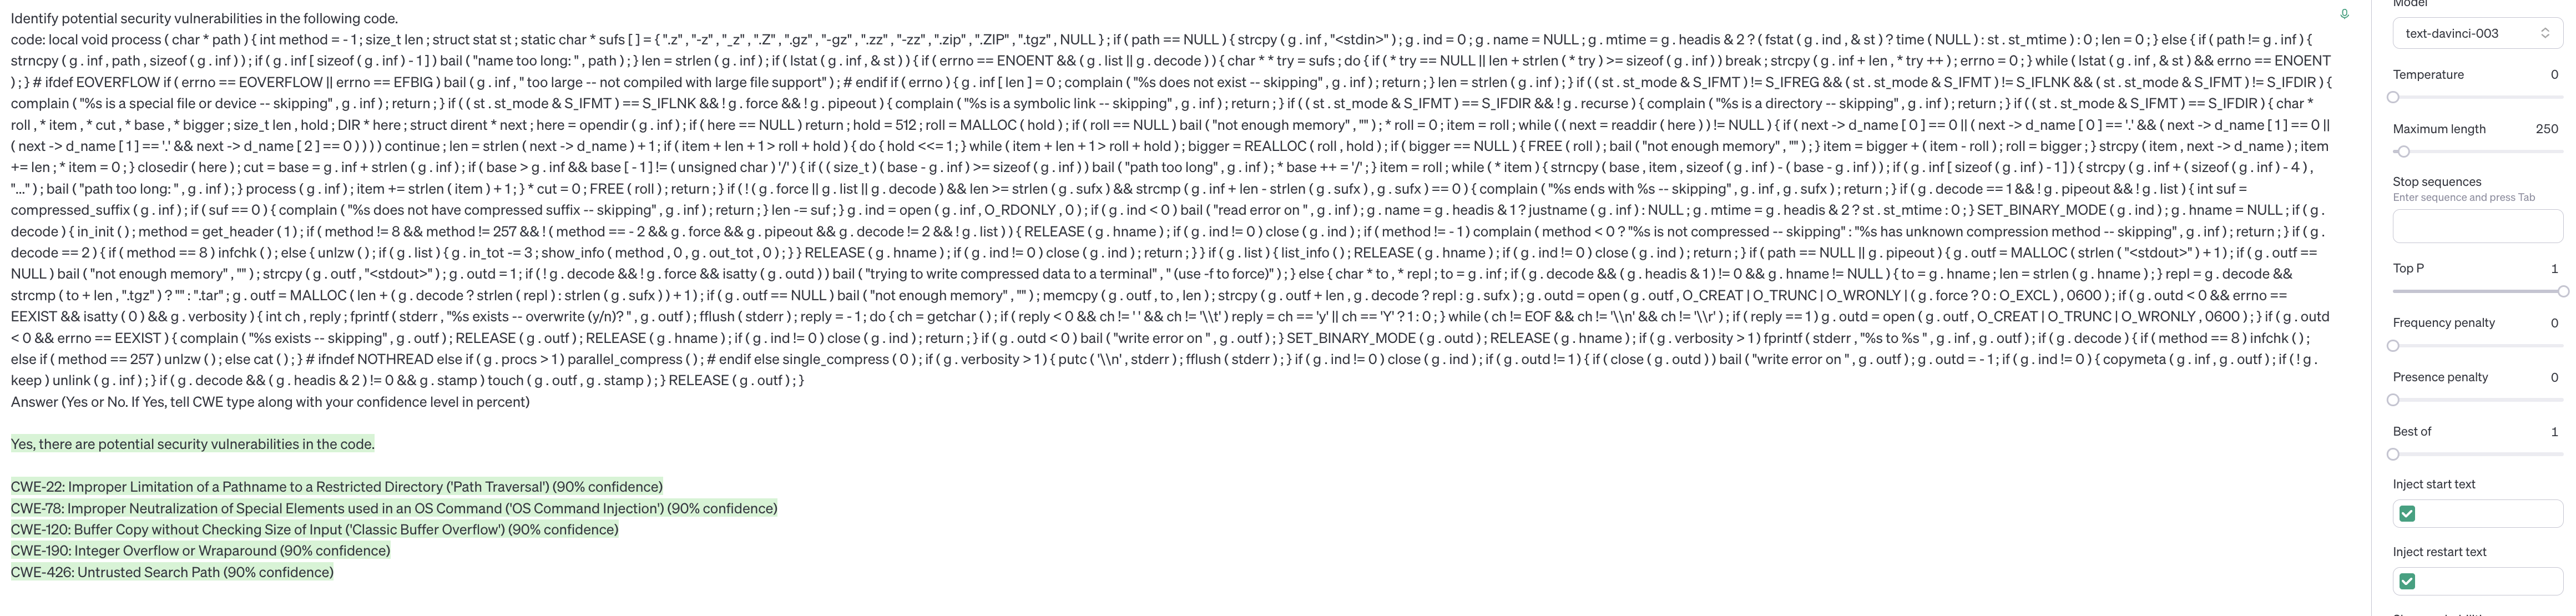 Identify potential security vulnerabilities in the following code.
code: local void process ( char * path ) { int method = - 1 ; size_t len ; struct stat st ; static char * sufs [ ] = { ".z" , "-z" , "_z" , ".Z" , ".gz" , "-gz" , ".zz" , "-zz" , ".zip" , ".ZIP" , ".tgz" , NULL } ; if ( path == NULL ) { strcpy ( g . inf , "<stdin>" ) ; g . ind = 0 ; g . name = NULL ; g . mtime = g . headis & 2 ? ( fstat ( g . ind , & st ) ? time ( NULL ) : st . st_mtime ) : 0 ; len = 0 ; } else { if ( path != g . inf ) {
strncpy ( g . inf , path , sizeof ( g . inf ) ) ; if ( g . inf [ sizeof ( g . inf ) - 1 ] ) bail ( "name too long: " , path ) ; } len = strlen ( g . inf ) ; if ( lstat ( g . inf , & st ) ) { if ( errno == ENOENT && ( g . list || g . decode ) ) { char * * try = sufs ; do { if ( * try == NULL || len + strlen ( * try ) >= sizeof ( g . inf ) ) break ; strcpy ( g . inf + len , * try ++ ) ; errno = 0 ; } while ( lstat ( g . inf , & st ) && errno == ENOENT
) ; } # ifdef EOVERFLOW if ( errno == EOVERFLOW || errno == EFBIG ) bail ( g . inf , " too large -- not compiled with large file support" ) ; # endif if ( errno ) { g . inf [ len ] = 0 ; complain ( "%s does not exist -- skipping" , g . inf ) ; return ; } len = strlen ( g . inf ) ; } if ( ( st . st_mode & S_IFMT ) != S_IFREG && ( st . st_mode & S_IFMT ) != S_IFLNK && ( st . st_mode & S_IFMT ) != S_IFDIR ) {
complain ( "%s is a special file or device -- skipping" , g . inf ) ; return ; } if ( ( st . st_mode & S_IFMT ) == S_IFLNK && ! g . force && ! g . pipeout ) { complain ( "%s is a symbolic link -- skipping" , g . inf ) ; return ; } if ( ( st . st_mode & S_IFMT ) == S_IFDIR && ! g . recurse ) { complain ( "%s is a directory -- skipping" , g . inf ) ; return ; } if ( ( st . st_mode & S_IFMT ) == S_IFDIR ) { char *
roll , * item , * cut , * base , * bigger ; size_t len , hold ; DIR * here ; struct dirent * next ; here = opendir ( g . inf ) ; if ( here == NULL ) return ; hold = 512 ; roll = MALLOC ( hold ) ; if ( roll == NULL ) bail ( "not enough memory" , "" ) ; * roll = 0 ; item = roll ; while ( ( next = readdir ( here ) ) != NULL ) { if ( next -> d_name [ 0 ] == 0 || ( next -> d_name [ 0 ] == '.' && ( next -> d_name [ 1 ] == 0 ||
( next -> d_name [ 1 ] == '.' && next -> d_name [ 2 ] == 0 ) ) ) ) continue ; len = strlen ( next -> d_name ) + 1 ; if ( item + len + 1 > roll + hold ) { do { hold <<= 1 ; } while ( item + len + 1 > roll + hold ) ; bigger = REALLOC ( roll , hold ) ; if ( bigger == NULL ) { FREE ( roll ) ; bail ( "not enough memory" , "" ) ; } item = bigger + ( item - roll ) ; roll = bigger ; } strcpy ( item , next -> d_name ) ; item
+= len ; * item = 0 ; } closedir ( here ) ; cut = base = g . inf + strlen ( g . inf ) ; if ( base > g . inf && base [ - 1 ] != ( unsigned char ) '/' ) { if ( ( size_t ) ( base - g . inf ) >= sizeof ( g . inf ) ) bail ( "path too long" , g . inf ) ; * base ++ = '/' ; } item = roll ; while ( * item ) { strncpy ( base , item , sizeof ( g . inf ) - ( base - g . inf ) ) ; if ( g . inf [ sizeof ( g . inf ) - 1 ] ) { strcpy ( g . inf + ( sizeof ( g . inf ) - 4 ) ,
"..." ) ; bail ( "path too long: " , g . inf ) ; } process ( g . inf ) ; item += strlen ( item ) + 1 ; } * cut = 0 ; FREE ( roll ) ; return ; } if ( ! ( g . force || g . list || g . decode ) && len >= strlen ( g . sufx ) && strcmp ( g . inf + len - strlen ( g . sufx ) , g . sufx ) == 0 ) { complain ( "%s ends with %s -- skipping" , g . inf , g . sufx ) ; return ; } if ( g . decode == 1 && ! g . pipeout && ! g . list ) { int suf =
compressed_suffix ( g . inf ) ; if ( suf == 0 ) { complain ( "%s does not have compressed suffix -- skipping" , g . inf ) ; return ; } len -= suf ; } g . ind = open ( g . inf , O_RDONLY , 0 ) ; if ( g . ind < 0 ) bail ( "read error on " , g . inf ) ; g . name = g . headis & 1 ? justname ( g . inf ) : NULL ; g . mtime = g . headis & 2 ? st . st_mtime : 0 ; } SET_BINARY_MODE ( g . ind ) ; g . hname = NULL ; if ( g .
decode ) { in_init ( ) ; method = get_header ( 1 ) ; if ( method != 8 && method != 257 && ! ( method == - 2 && g . force && g . pipeout && g . decode != 2 && ! g . list ) ) { RELEASE ( g . hname ) ; if ( g . ind != 0 ) close ( g . ind ) ; if ( method != - 1 ) complain ( method < 0 ? "%s is not compressed -- skipping" : "%s has unknown compression method -- skipping" , g . inf ) ; return ; } if ( g .
decode == 2 ) { if ( method == 8 ) infchk ( ) ; else { unlzw ( ) ; if ( g . list ) { g . in_tot -= 3 ; show_info ( method , 0 , g . out_tot , 0 ) ; } } RELEASE ( g . hname ) ; if ( g . ind != 0 ) close ( g . ind ) ; return ; } } if ( g . list ) { list_info ( ) ; RELEASE ( g . hname ) ; if ( g . ind != 0 ) close ( g . ind ) ; return ; } if ( path == NULL || g . pipeout ) { g . outf = MALLOC ( strlen ( "<stdout>" ) + 1 ) ; if ( g . outf ==
NULL ) bail ( "not enough memory" , "" ) ; strcpy ( g . outf , "<stdout>" ) ; g . outd = 1 ; if ( ! g . decode && ! g . force && isatty ( g . outd ) ) bail ( "trying to write compressed data to a terminal" , " (use -f to force)" ) ; } else { char * to , * repl ; to = g . inf ; if ( g . decode && ( g . headis & 1 ) != 0 && g . hname != NULL ) { to = g . hname ; len = strlen ( g . hname ) ; } repl = g . decode &&
strcmp ( to + len , ".tgz" ) ? "" : ".tar" ; g . outf = MALLOC ( len + ( g . decode ? strlen ( repl ) : strlen ( g . sufx ) ) + 1 ) ; if ( g . outf == NULL ) bail ( "not enough memory" , "" ) ; memcpy ( g . outf , to , len ) ; strcpy ( g . outf + len , g . decode ? repl : g . sufx ) ; g . outd = open ( g . outf , O_CREAT | O_TRUNC | O_WRONLY | ( g . force ? 0 : O_EXCL ) , 0600 ) ; if ( g . outd < 0 && errno ==
EEXIST && isatty ( 0 ) && g . verbosity ) { int ch , reply ; fprintf ( stderr , "%s exists -- overwrite (y/n)? " , g . outf ) ; fflush ( stderr ) ; reply = - 1 ; do { ch = getchar ( ) ; if ( reply < 0 && ch != ' ' && ch != '\\t' ) reply = ch == 'y' || ch == 'Y' ? 1 : 0 ; } while ( ch != EOF && ch != '\\n' && ch != '\\r' ) ; if ( reply == 1 ) g . outd = open ( g . outf , O_CREAT | O_TRUNC | O_WRONLY , 0600 ) ; } if ( g . outd
< 0 && errno == EEXIST ) { complain ( "%s exists -- skipping" , g . outf ) ; RELEASE ( g . outf ) ; RELEASE ( g . hname ) ; if ( g . ind != 0 ) close ( g . ind ) ; return ; } if ( g . outd < 0 ) bail ( "write error on " , g . outf ) ; } SET_BINARY_MODE ( g . outd ) ; RELEASE ( g . hname ) ; if ( g . verbosity > 1 ) fprintf ( stderr , "%s to %s " , g . inf , g . outf ) ; if ( g . decode ) { if ( method == 8 ) infchk ( ) ;
else if ( method == 257 ) unlzw ( ) ; else cat ( ) ; } # ifndef NOTHREAD else if ( g . procs > 1 ) parallel_compress ( ) ; # endif else single_compress ( 0 ) ; if ( g . verbosity > 1 ) { putc ( '\\n' , stderr ) ; fflush ( stderr ) ; } if ( g . ind != 0 ) close ( g . ind ) ; if ( g . outd != 1 ) { if ( close ( g . outd ) ) bail ( "write error on " , g . outf ) ; g . outd = - 1 ; if ( g . ind != 0 ) { copymeta ( g . inf , g . outf ) ; if ( ! g .
keep ) unlink ( g . inf ) ; } if ( g . decode && ( g . headis & 2 ) != 0 && g . stamp ) touch ( g . outf , g . stamp ) ; } RELEASE ( g . outf ) ; }
Answer (Yes or No. If Yes, tell CWE type along with your confidence level in percent)
Yes, there are potential security vulnerabilities in the code.
CWE-22: Improper Limitation of a Pathname to a Restricted Directory ('Path Traversal') (90% confidence)
CWE-78: Improper Neutralization of Special Elements used in an OS Command ('OS Command Injection') (90% confidence)
CWE-120: Buffer Copy without Checking Size of Input ('Classic Buffer Overflow') (90% confidence)
CWE-190: Integer Overflow or Wraparound (90% confidence)
CWE-426: Untrusted Search Path (90% confidence)
Model
text-davinci-003
Temperature 0
Maximum length 250
Stop sequences
Enter sequence and press Tab
Top P 1
Frequency penalty 0
Presence penalty 0
Best of 1
Inject start text
Inject restart text